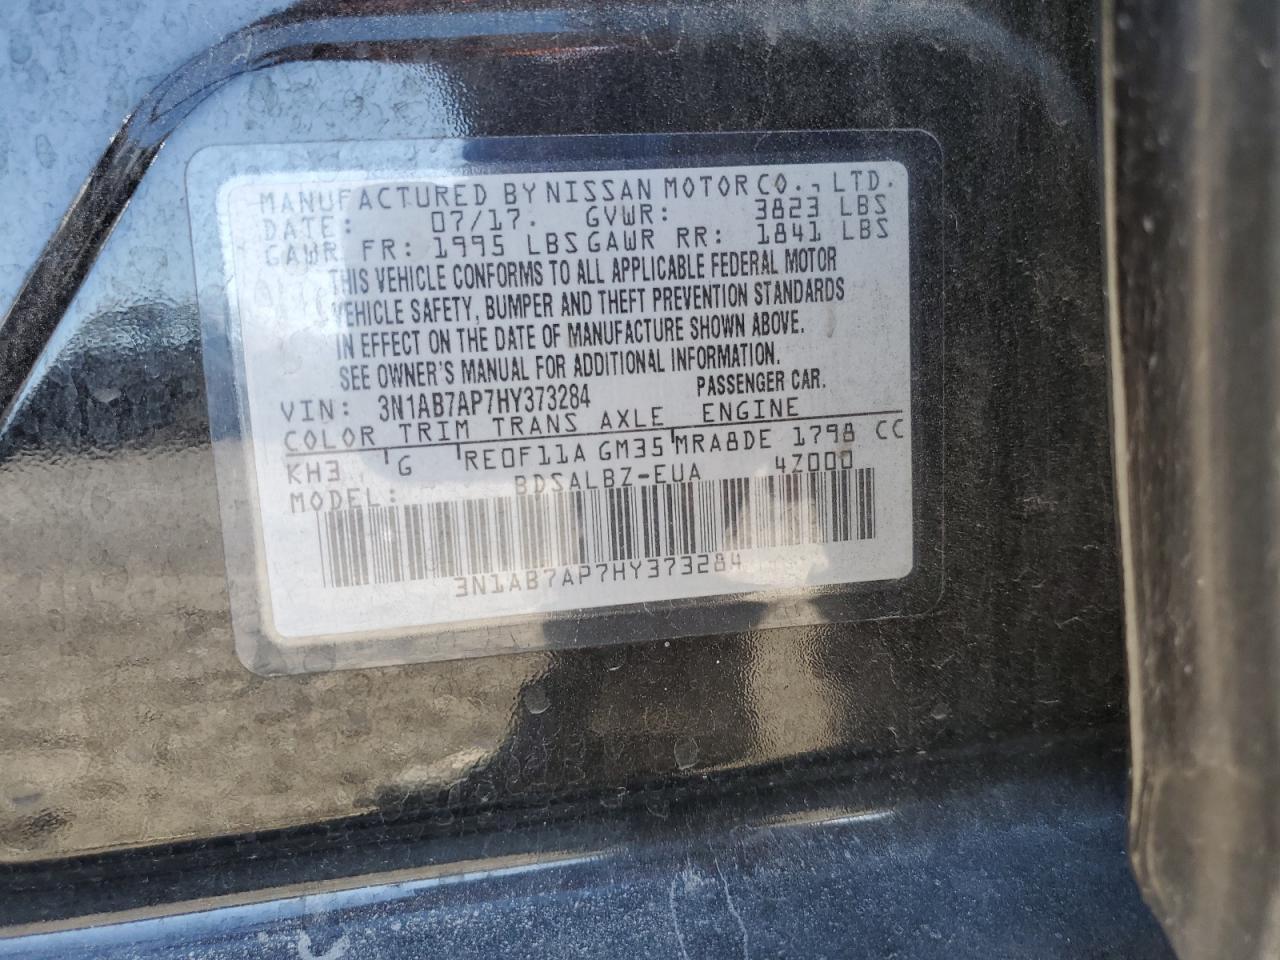 MANUFACTURED BY NISSAN MOTOR CO., LTD.
DATE: 07/17. GVWR: 3823 LBS
GAWR FR: 1995 LBS GAWR RR: 1841 LBS
THIS VEHICLE CONFORMS TO ALL APPLICABLE FEDERAL MOTOR
VEHICLE SAFETY, BUMPER AND THEFT PREVENTION STANDARDS
IN EFFECT ON THE DATE OF MANUFACTURE SHOWN ABOVE.
SEE OWNER'S MANUAL FOR ADDITIONAL INFORMATION.
VIN: 3N1AB7AP7HY373284 PASSENGER CAR.
COLOR TRIM TRANS AXLE ENGINE
KH3 G RE0F11A GM35 MRA8DE 1798 CC
MODEL: BDSALBZ-EUA 4Z000
3N1AB7AP7HY373284